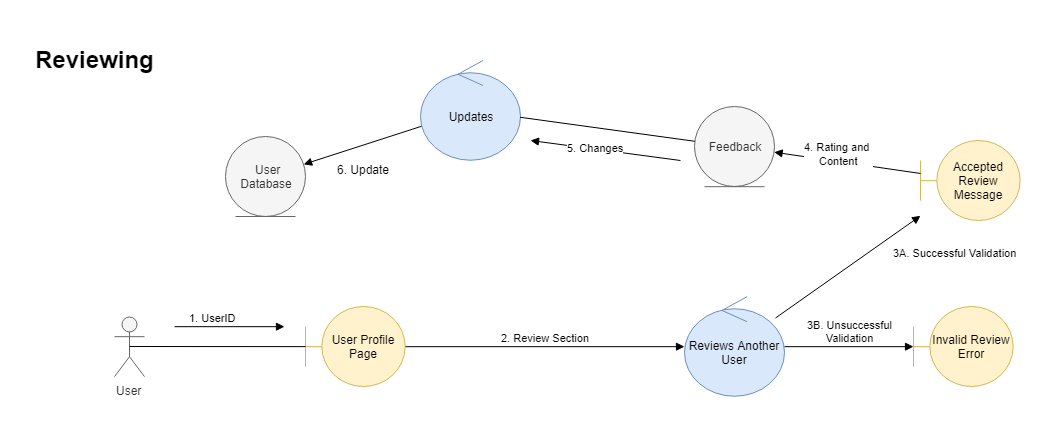 Reviewing
Updates
User
Database
6. Update
5. Changes
Feedback
4. Rating and
Content
Accepted
Review
Message
3A. Successful Validation
1. UserID
User
User Profile
Page
2. Review Section
Reviews Another
User
3B. Unsuccessful
Validation
Invalid Review
Error